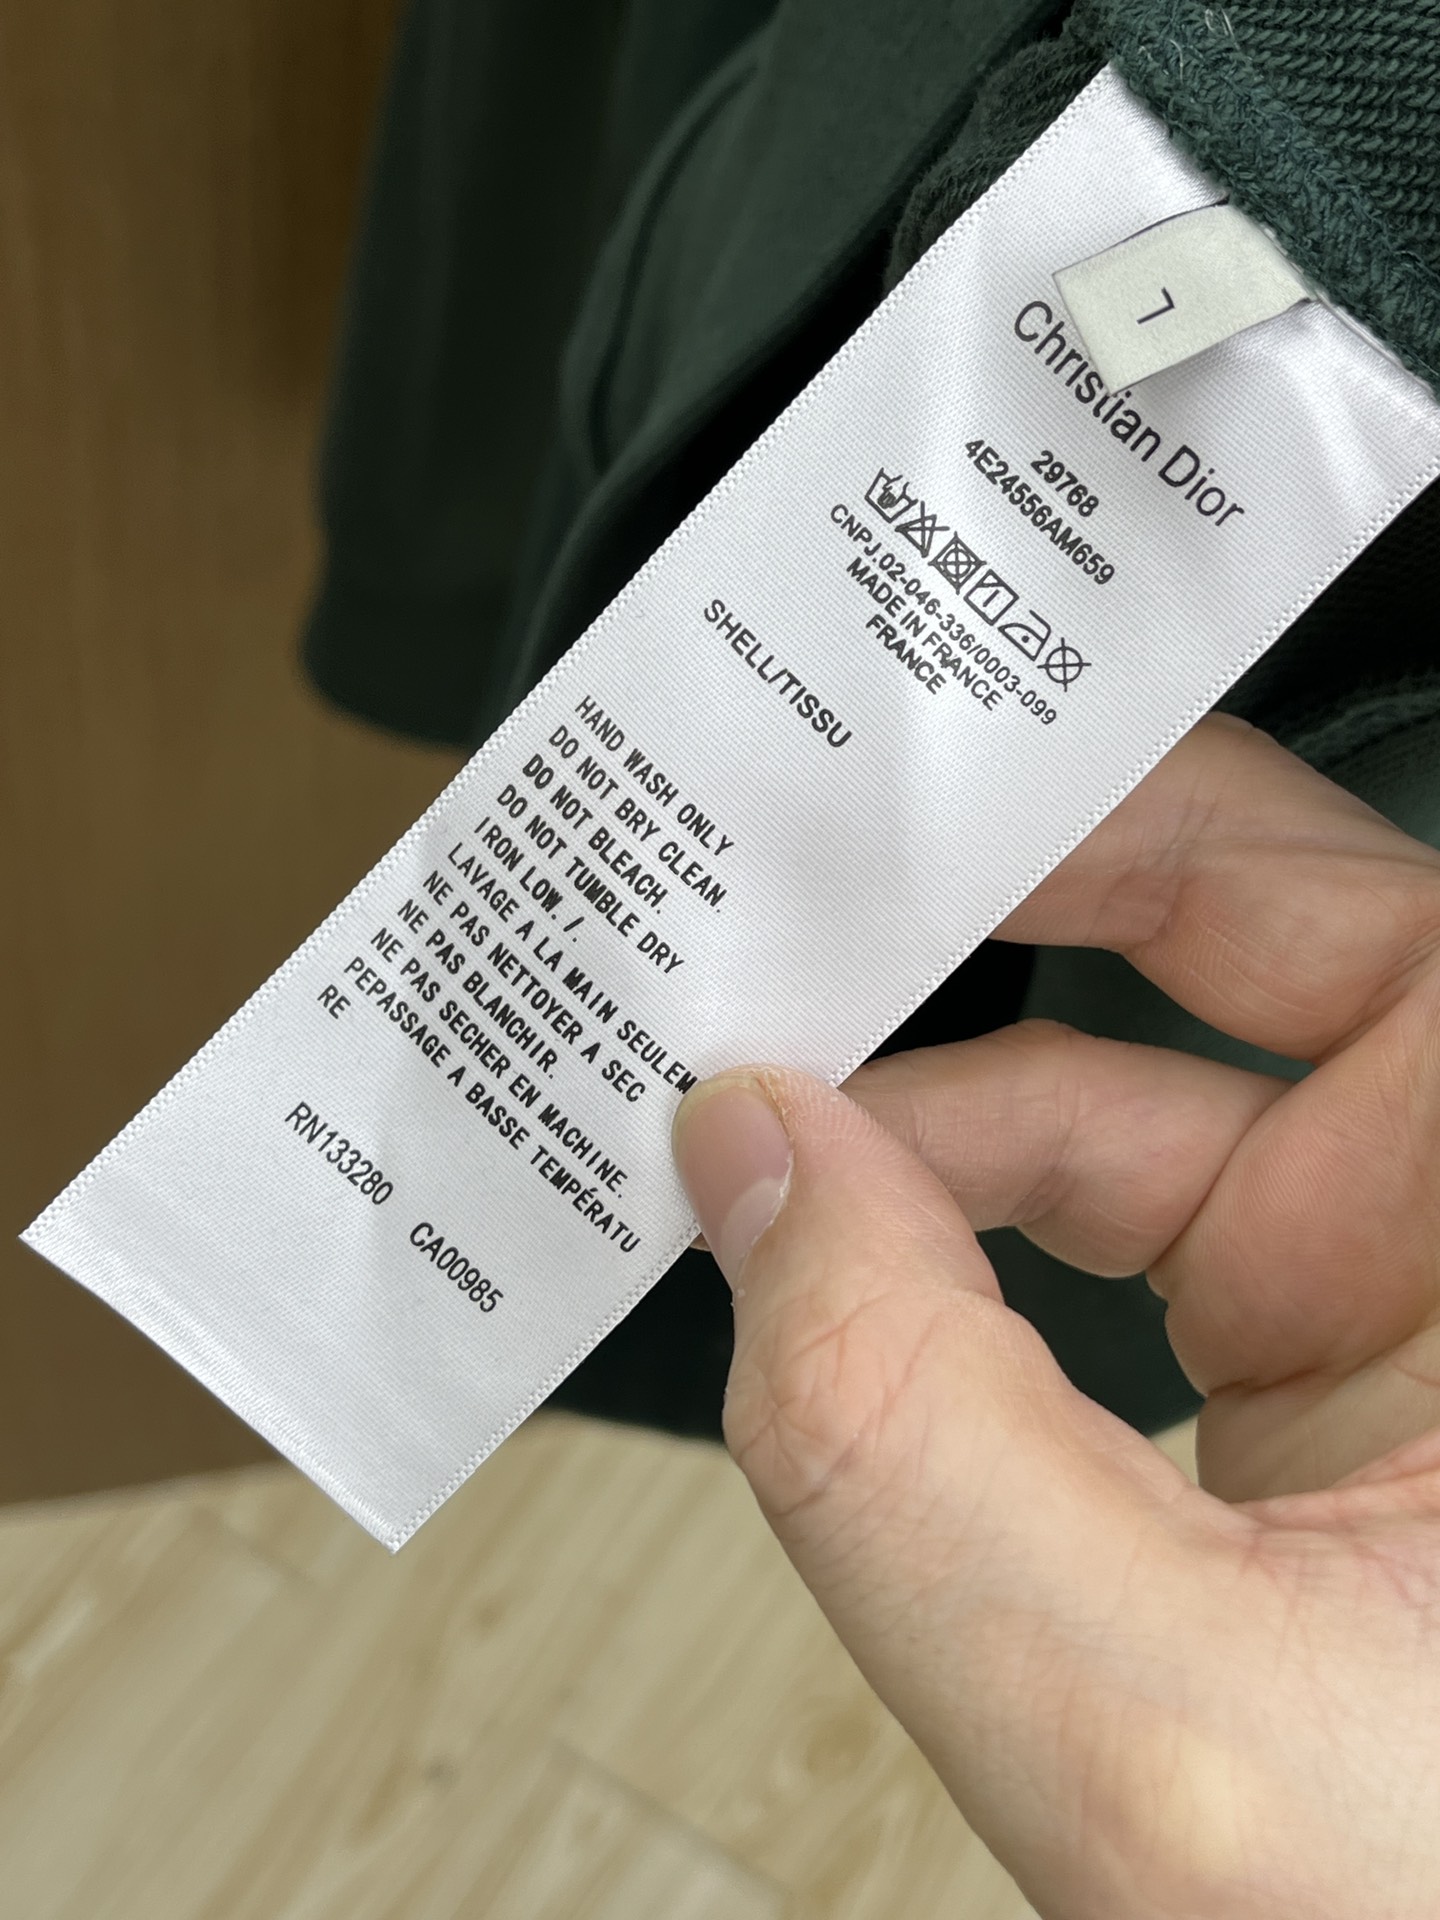 L
Christian Dior
29768
4E24556AM659
CNPJ.02-046-336/0003-099
MADE IN FRANCE
FRANCE
SHELL/TISSU
HAND WASH ONLY
DO NOT BRY CLEAN.
DO NOT BLEACH.
DO NOT TUMBLE DRY
IRON LOW. /.
LAVAGE A LA MAIN SEULEM
NE PAS NETTOYER A SEC
NE PAS BLANCHIR.
NE PAS SECHER EN MACHINE.
PEPASSAGE A BASSE TEMPÉRATU
RE
RN133280 CA00985